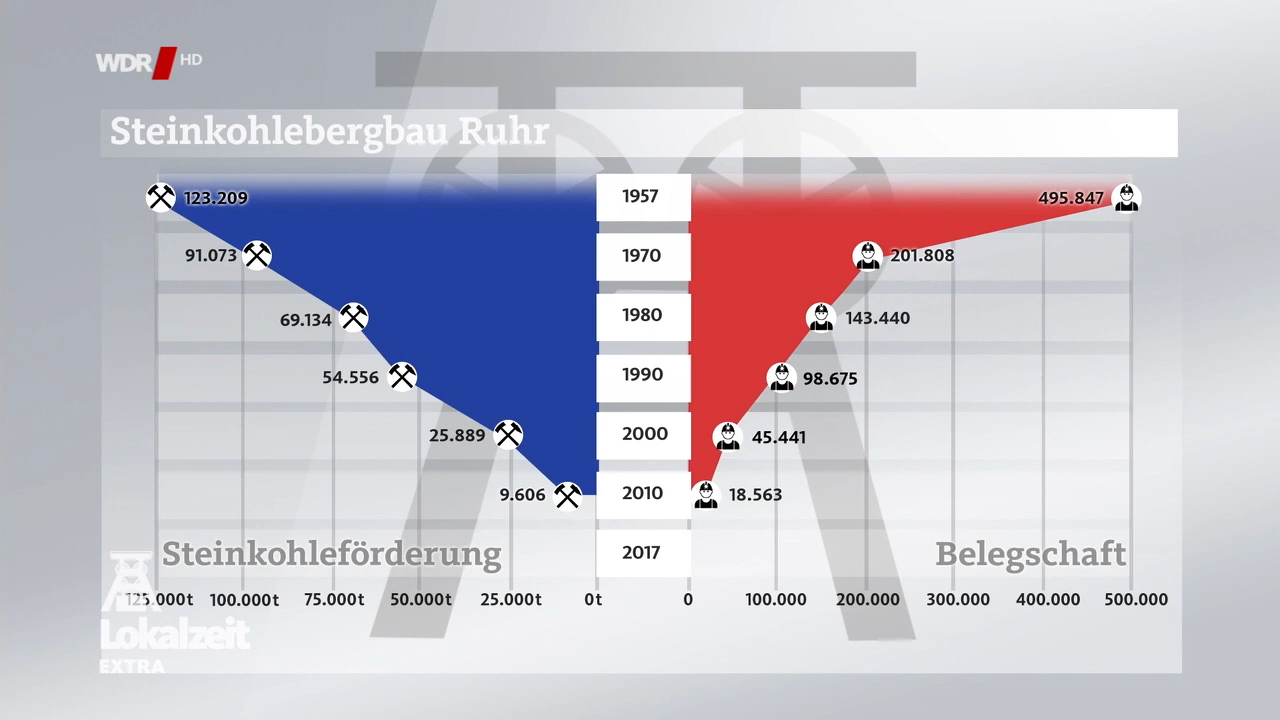 WDR HD
Steinkohlebergbau Ruhr
123.209 1957 495.847
91.073 1970 201.808
69.134 1980 143.440
54.556 1990 98.675
25.889 2000 45.441
9.606 2010 18.563
2017
Steinkohleförderung Belegschaft
125.000t 100.000t 75.000t 50.000t 25.000t 0t 0 100.000 200.000 300.000 400.000 500.000
Lokalzeit
EXTRA